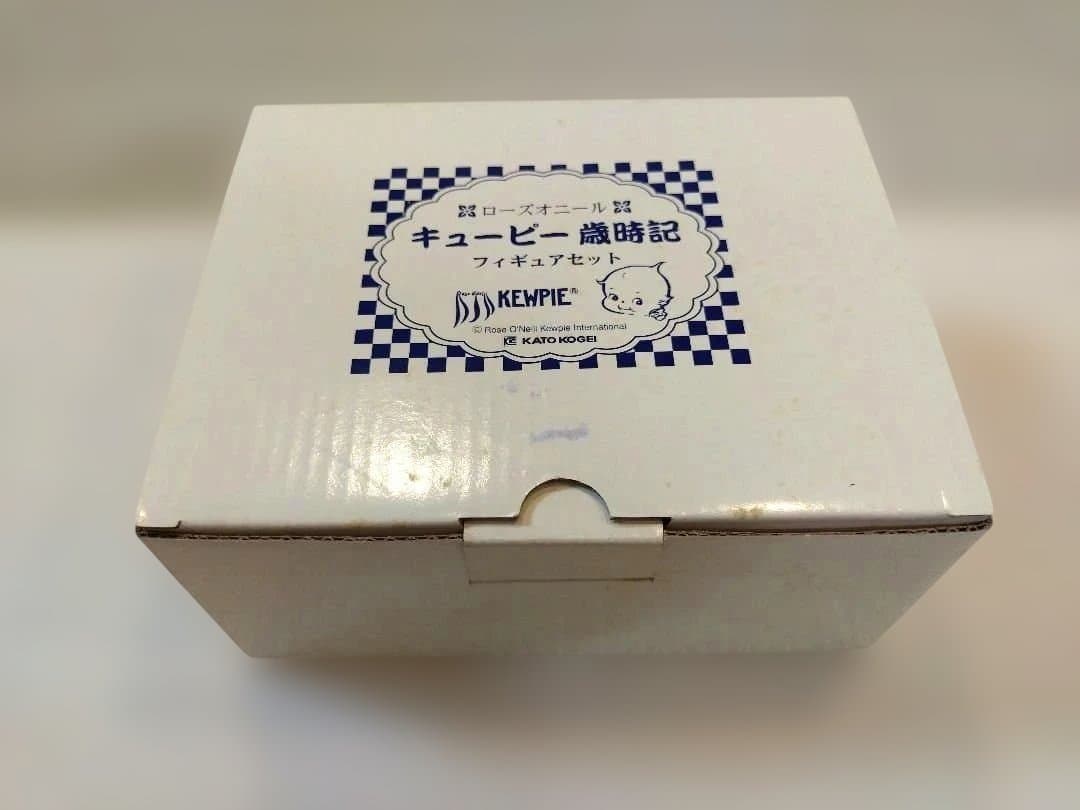 ローズオニール
キューピー 歳時記
フィギュアセット
KEWPIE®
© Rose O'Neill Kewpie International
KATO KOGEI